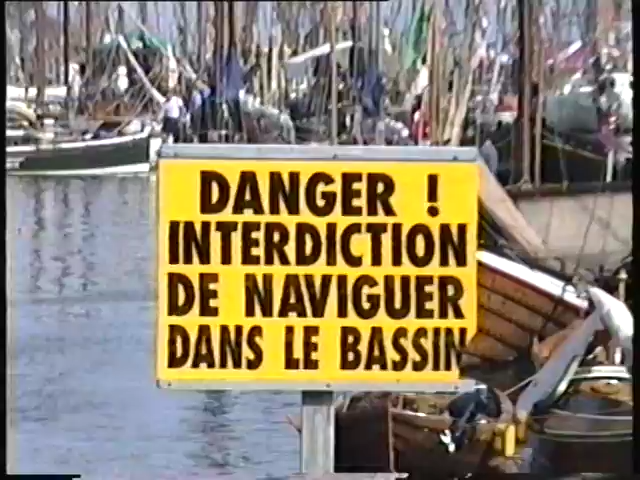 DANGER !
INTERDICTION
DE NAVIGUER
DANS LE BASSIN